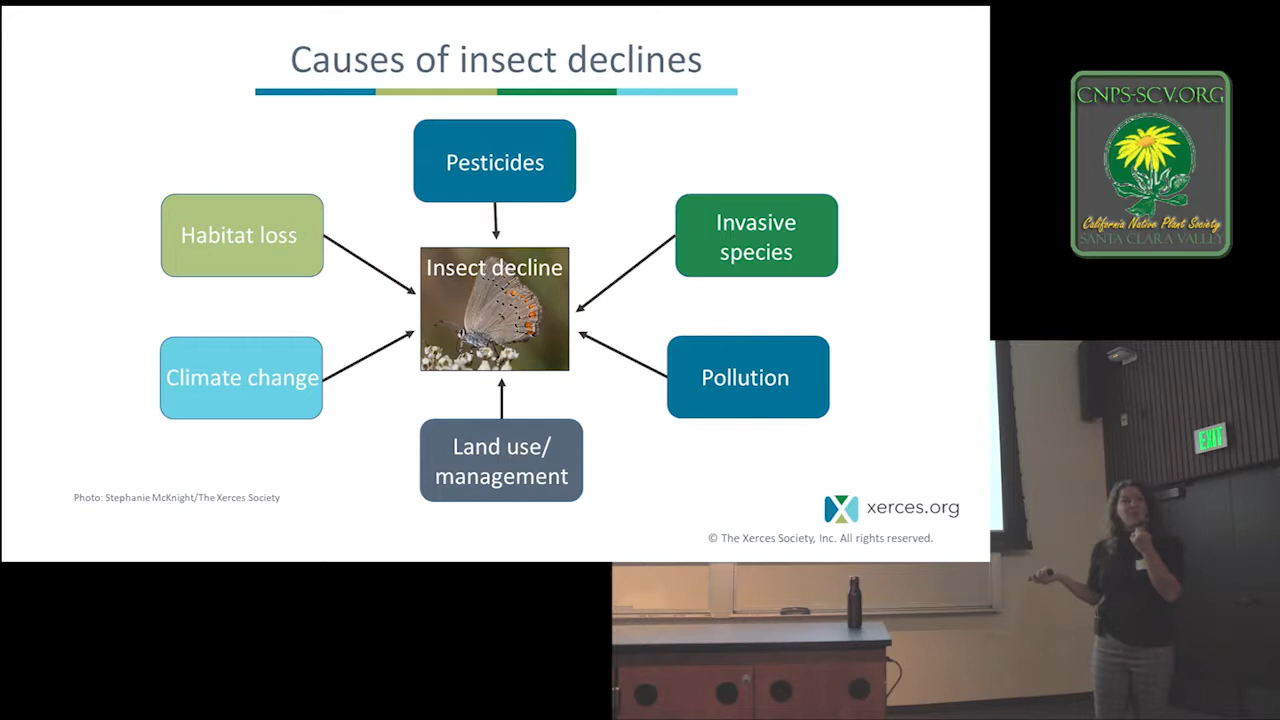 Causes of insect declines
Pesticides
Habitat loss
Invasive
species
Insect decline
Climate change
Pollution
Land use/
management
Photo: Stephanie McKnight/The Xerces Society
xerces.org
© The Xerces Society, Inc. All rights reserved.
CNPS-SCV.ORG
California Native Plant Society
SANTA CLARA VALLEY
EXIT